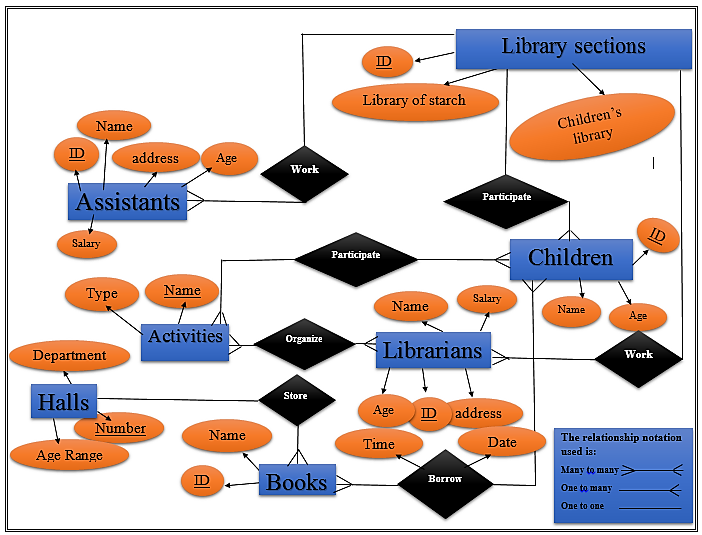 Library sections
ID
Library of starch
Children's
library
Name
ID
address
Age
Work
Assistants
Salary
Participate
ID
Participate
Children
Type
Name
Name
Salary
Name
Age
Activities
Organize
Librarians
Work
Department
Halls
Store
Age
ID
address
Number
Age Range
Name
Time
Date
The relationship notation
used is:
Many to many
One to many
One to one
ID
Books
Borrow